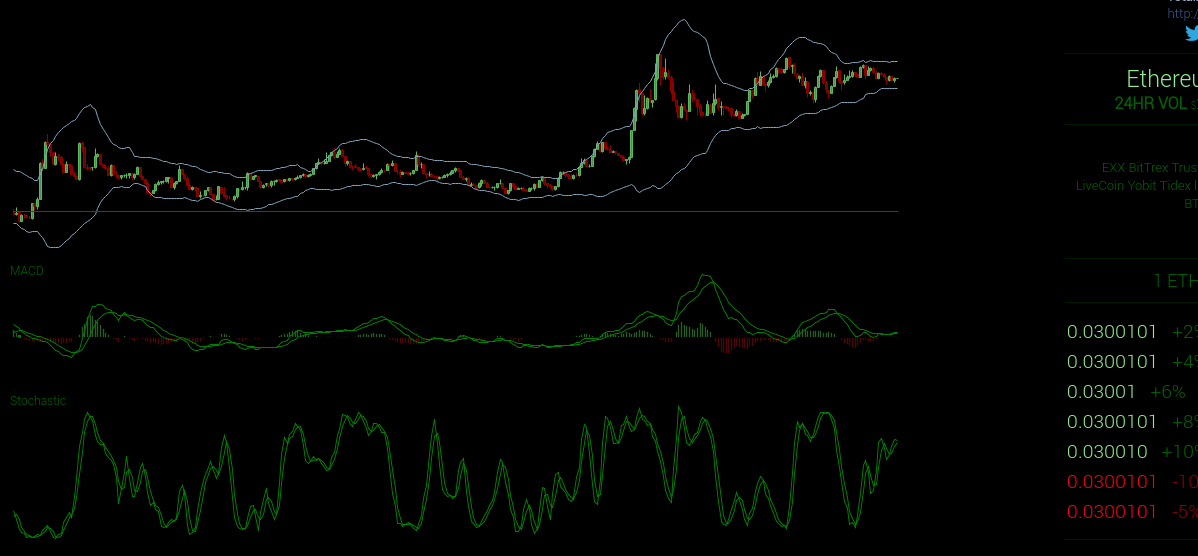 http:/
Ethereu
24HR VOL $
EXX BitTrex Trus
LiveCoin Yobit Tidex
BT
MACD
1 ETH
0.0300101 +2%
0.0300101 +4%
0.03001 +6%
0.0300101 +8%
0.030010 +10%
0.0300101 -10
0.0300101 -5%
Stochastic